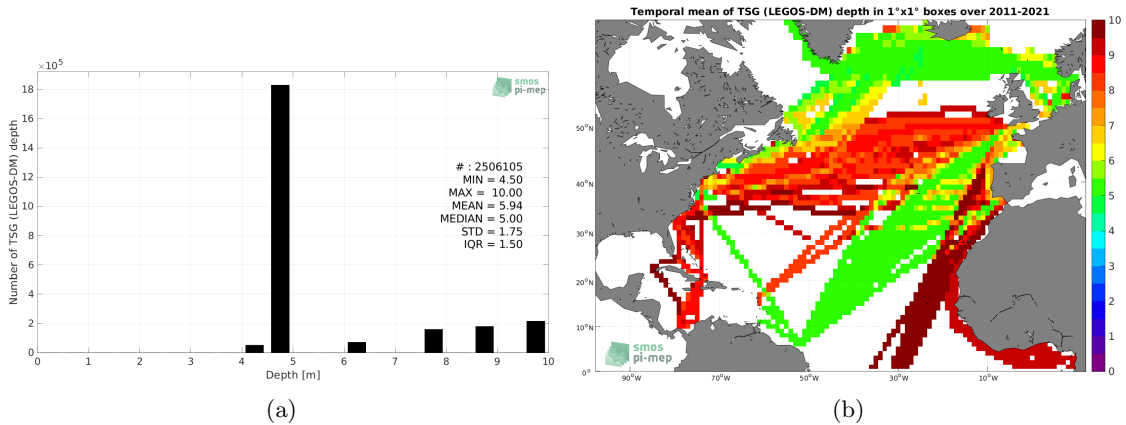 ×10⁵
18
16
14
12
10
8
6
4
2
0
0 1 2 3 4 5 6 7 8 9 10
Depth [m]
Number of TSG (LEGOS-DM) depth
smos
pi-mep
# : 2506105
MIN = 4.50
MAX = 10.00
MEAN = 5.94
MEDIAN = 5.00
STD = 1.75
IQR = 1.50
(a)
Temporal mean of TSG (LEGOS-DM) depth in 1°x1° boxes over 2011-2021
50°N
40°N
30°N
20°N
10°N
0°
90°W 70°W 50°W 30°W 10°W
smos
pi-mep
10
9
8
7
6
5
4
3
2
1
0
(b)